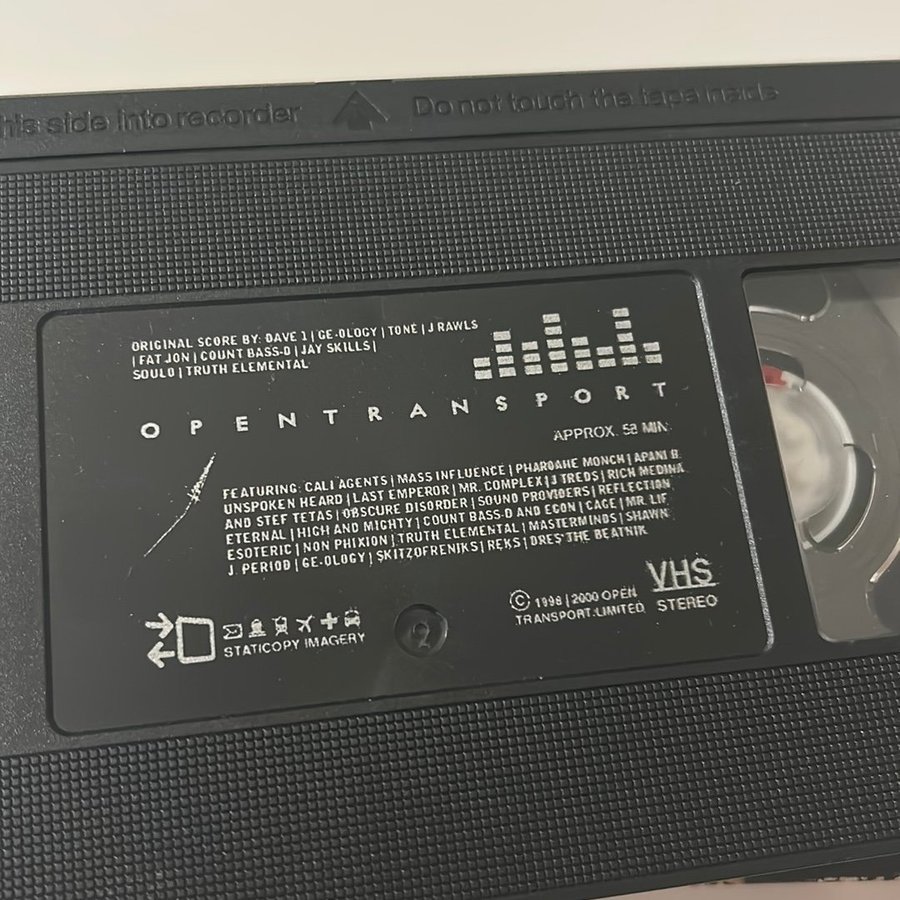 his side into recorder
Do not touch the tape inside
ORIGINAL SCORE BY: DAVE 1 | GE-OLOGY | TONE | J RAWLS
| FAT JON | COUNT BASS-D | JAY SKILLS |
SOULO | TRUTH ELEMENTAL
OPENTRANSPORT
APPROX. 58 MIN.
FEATURING: CALI AGENTS | MASS INFLUENCE | PHAROAHE MONCH | APANI B.
UNSPOKEN HEARD | LAST EMPEROR | MR. COMPLEX | J TREDS | RICH MEDINA
AND STEF TETAS | OBSCURE DISORDER | SOUND PROVIDERS | REFLECTION
ETERNAL | HIGH AND MIGHTY | COUNT BASS-D AND EGON | CAGE | MR. LIF
ESOTERIC | NON PHIXION | TRUTH ELEMENTAL | MASTERMINDS | SHAWN
J. PERIOD | GE-OLOGY | SKITZOFRENIKS | REKS | DRES THE BEATNIK
STATICOPY IMAGERY
2
© 1998 | 2000 OPEN
TRANSPORT.LIMITED
VHS
STEREO